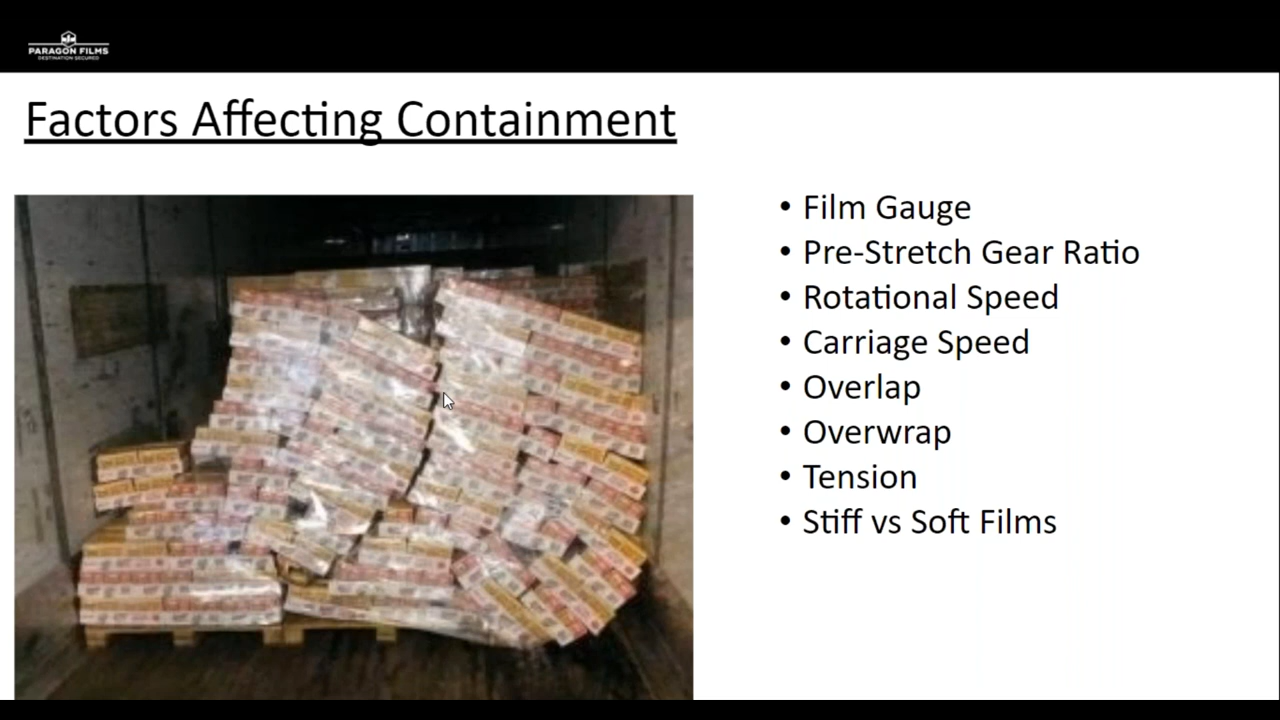 PARAGON FILMS
DESTINATION SECURED
Factors Affecting Containment
• Film Gauge
• Pre-Stretch Gear Ratio
• Rotational Speed
• Carriage Speed
• Overlap
• Overwrap
• Tension
• Stiff vs Soft Films